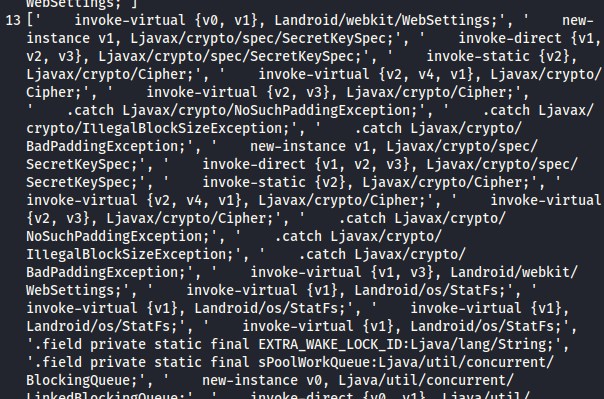 WebSettings;']
13 ['    invoke-virtual {v0, v1}, Landroid/webkit/WebSettings;', '    new-
instance v1, Ljavax/crypto/spec/SecretKeySpec;', '    invoke-direct {v1,
v2, v3}, Ljavax/crypto/spec/SecretKeySpec;', '    invoke-static {v2},
Ljavax/crypto/Cipher;', '    invoke-virtual {v2, v4, v1}, Ljavax/crypto/
Cipher;', '    invoke-virtual {v2, v3}, Ljavax/crypto/Cipher;',
'    .catch Ljavax/crypto/NoSuchPaddingException;', '    .catch Ljavax/
crypto/IllegalBlockSizeException;', '    .catch Ljavax/crypto/
BadPaddingException;', '    new-instance v1, Ljavax/crypto/spec/
SecretKeySpec;', '    invoke-direct {v1, v2, v3}, Ljavax/crypto/spec/
SecretKeySpec;', '    invoke-static {v2}, Ljavax/crypto/Cipher;', '
invoke-virtual {v2, v4, v1}, Ljavax/crypto/Cipher;', '    invoke-virtual
{v2, v3}, Ljavax/crypto/Cipher;', '    .catch Ljavax/crypto/
NoSuchPaddingException;', '    .catch Ljavax/crypto/
IllegalBlockSizeException;', '    .catch Ljavax/crypto/
BadPaddingException;', '    invoke-virtual {v1, v3}, Landroid/webkit/
WebSettings;', '    invoke-virtual {v1}, Landroid/os/StatFs;', '
invoke-virtual {v1}, Landroid/os/StatFs;', '    invoke-virtual {v1},
Landroid/os/StatFs;', '    invoke-virtual {v1}, Landroid/os/StatFs;',
'.field private static final EXTRA_WAKE_LOCK_ID:Ljava/lang/String;',
'.field private static final sPoolWorkQueue:Ljava/util/concurrent/
BlockingQueue;', '    new-instance v0, Ljava/util/concurrent/
LinkedBlockingQueue;', '    invoke-direct {v0, v1}, Ljava/util/